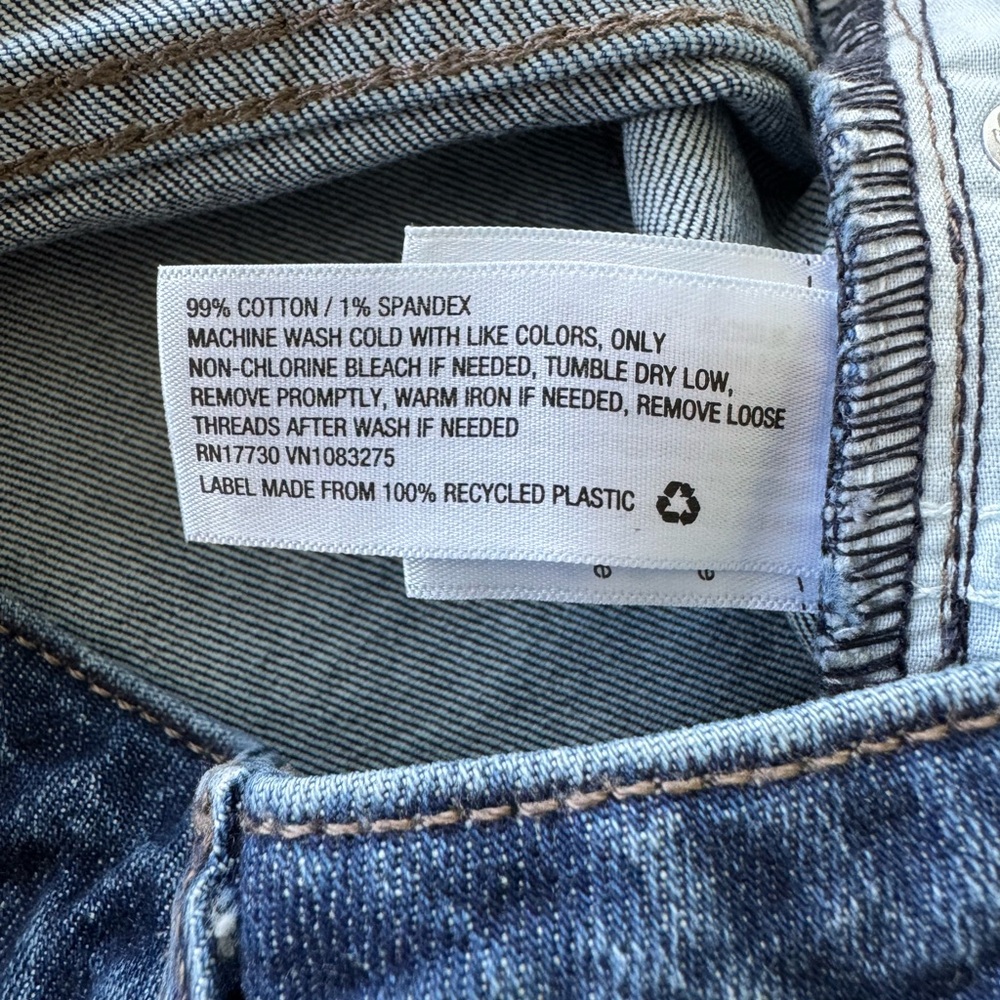 99% COTTON / 1% SPANDEX
MACHINE WASH COLD WITH LIKE COLORS, ONLY
NON-CHLORINE BLEACH IF NEEDED, TUMBLE DRY LOW,
REMOVE PROMPTLY, WARM IRON IF NEEDED, REMOVE LOOSE
THREADS AFTER WASH IF NEEDED
RN17730 VN1083275
LABEL MADE FROM 100% RECYCLED PLASTIC